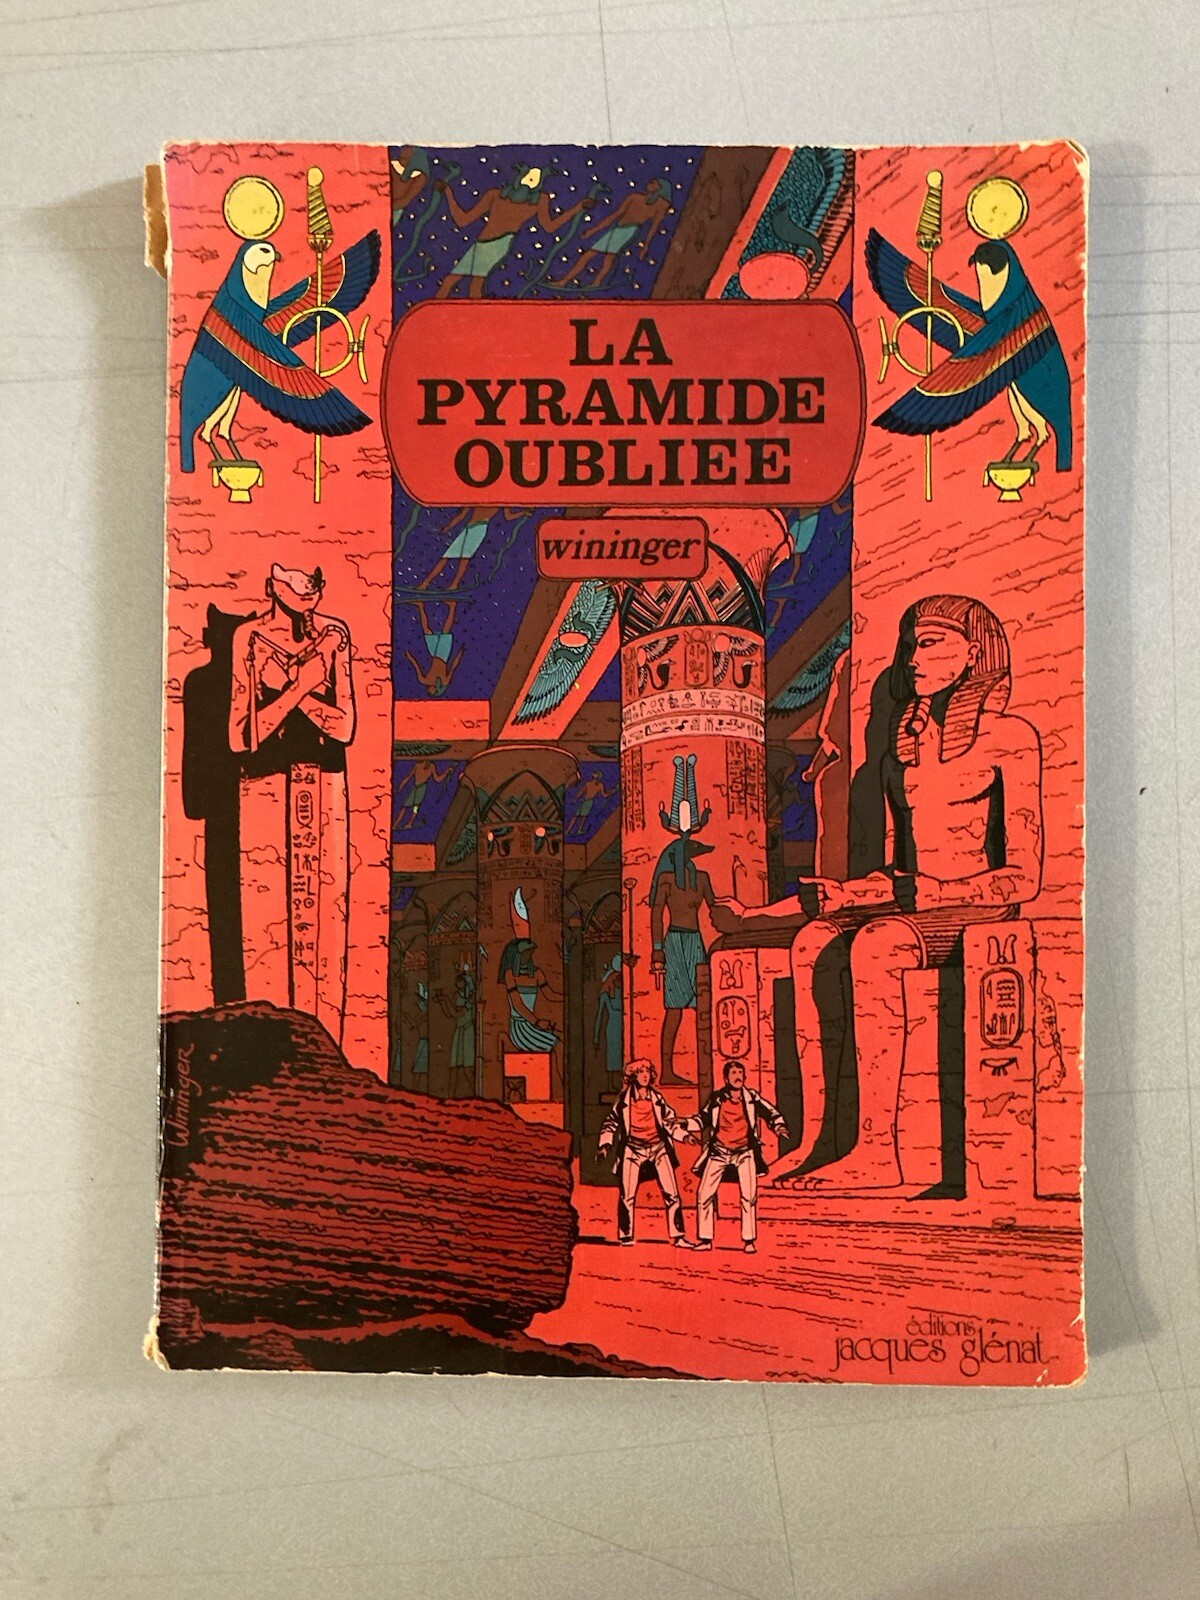 LA
PYRAMIDE
OUBLIEE
wininger
Wininger
éditions
jacques glénat